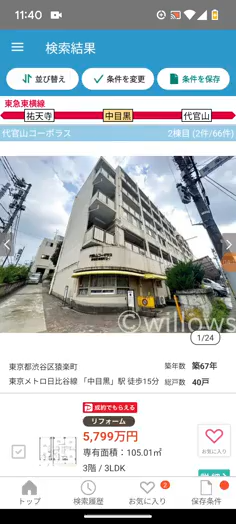 11:40
検索結果
並び替え
条件を変更
条件を保存
東急東横線
祐天寺
中目黒
代官山
代官山コーポラス
2棟目 (2件/66件)
©willows
1/24
東京都渋谷区猿楽町
築年数 築67年
東京メトロ日比谷線 「中目黒」駅 徒歩15分
総戸数 40戸
成約でもらえる
リフォーム
5,799万円
専有面積：105.01㎡
3階 / 3LDK
お気に入り
トップ
検索履歴
お気に入り
2
保存条件